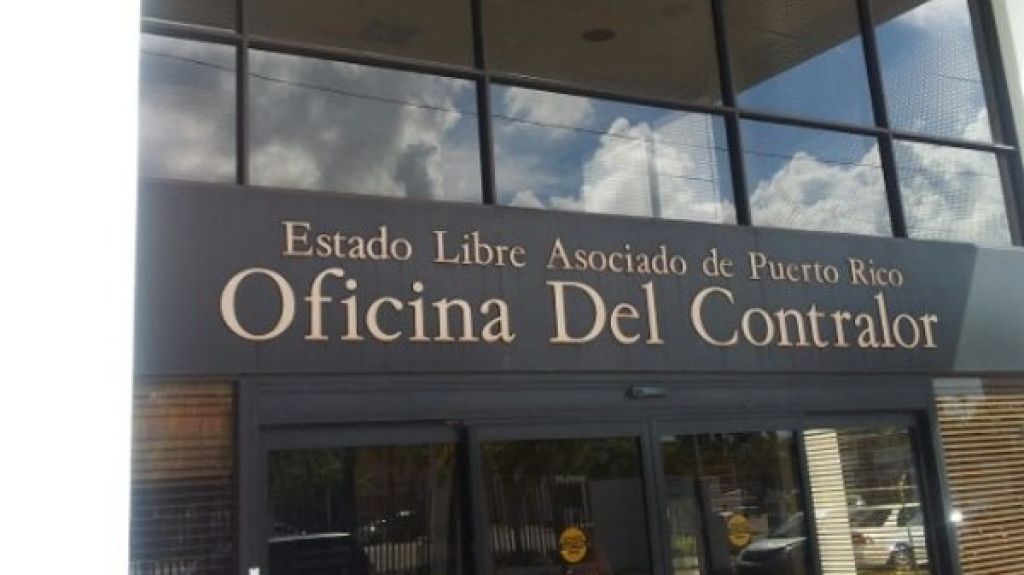 Estado Libre Asociado de Puerto Rico
Oficina Del Contralor